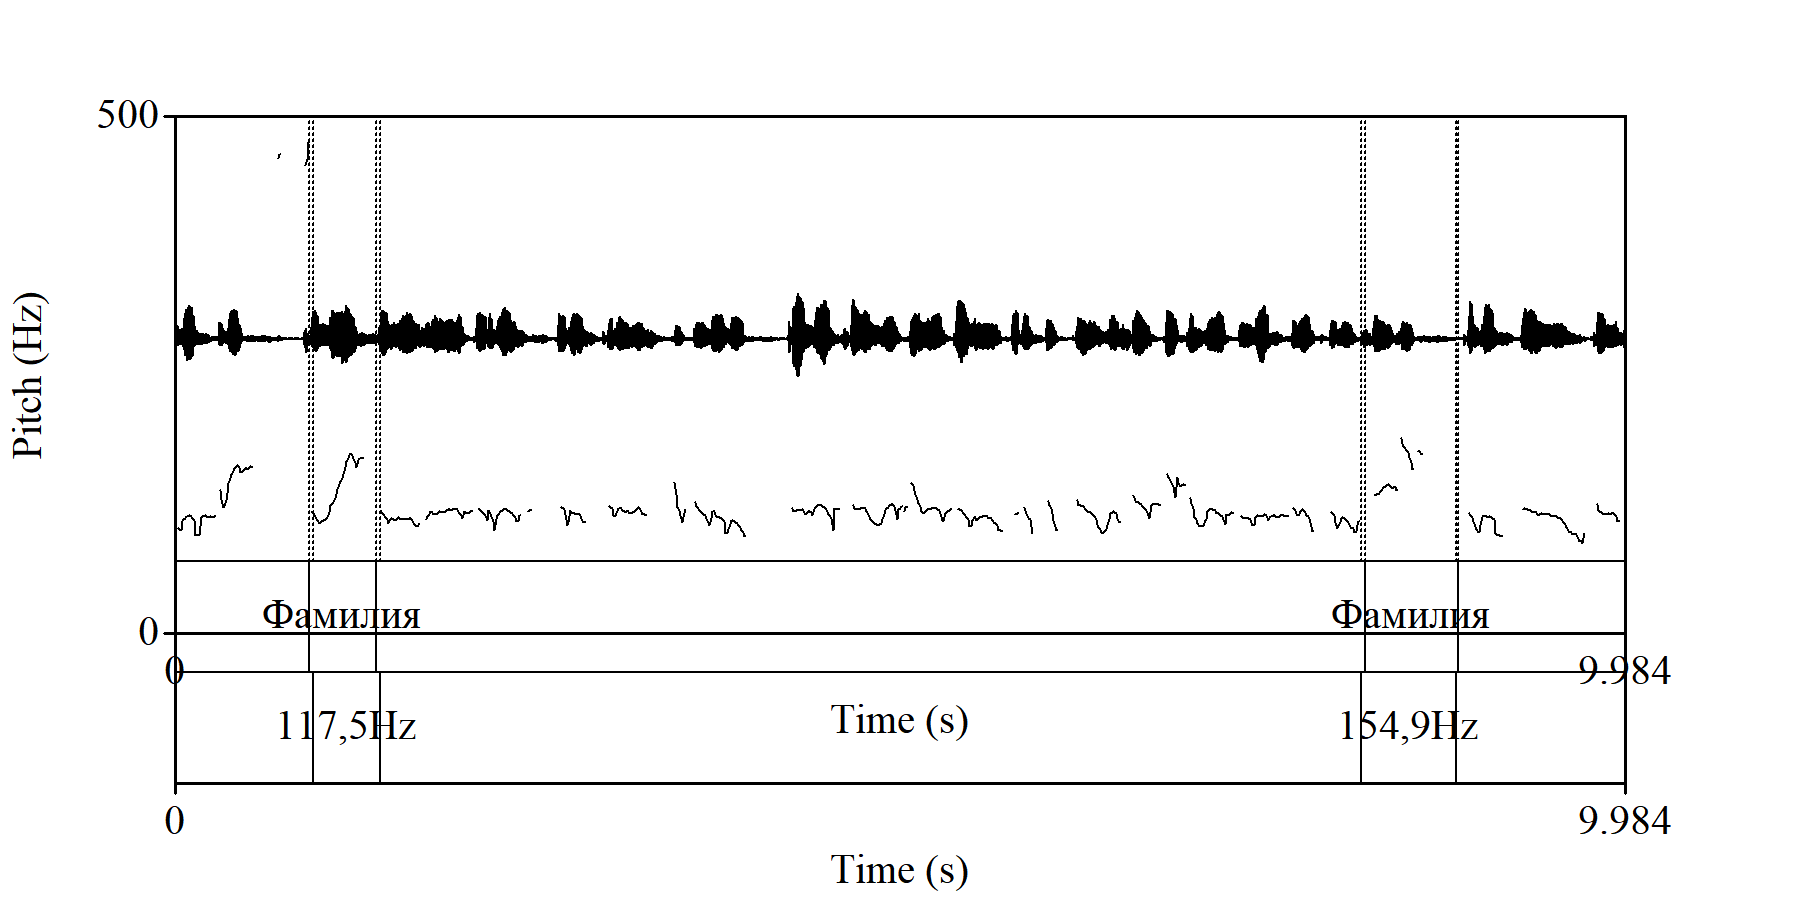 500
Pitch (Hz)
Фамилия Фамилия
0
0 9.984
Time (s)
117,5Hz 154,9Hz
0 9.984
Time (s)